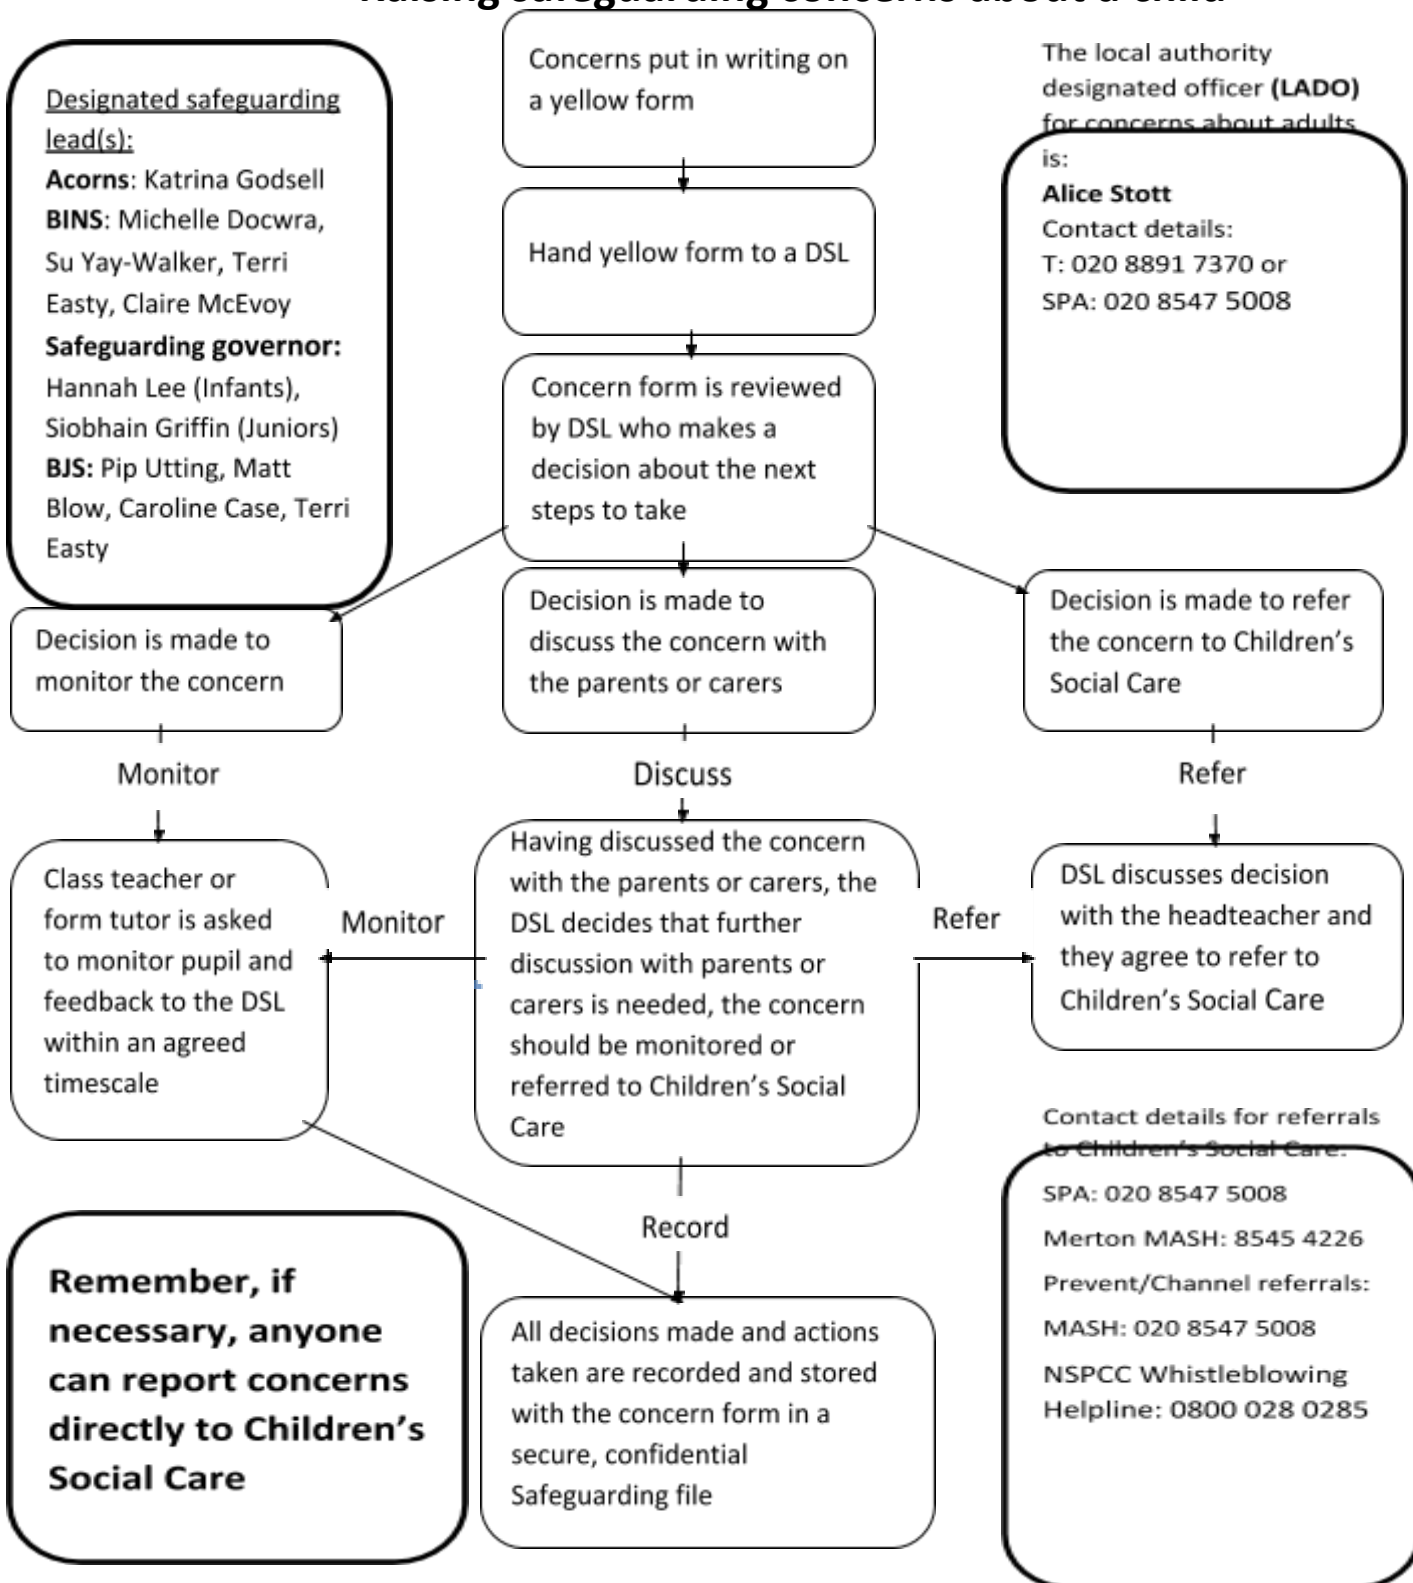 Raising safeguarding concerns about a child
Designated safeguarding
lead(s):
Acorns: Katrina Godsell
BINS: Michelle Docwra,
Su Yay-Walker, Terri
Easty, Claire McEvoy
Safeguarding governor:
Hannah Lee (Infants),
Siobhain Griffin (Juniors)
BJS: Pip Utting, Matt
Blow, Caroline Case, Terri
Easty
Concerns put in writing on
a yellow form
The local authority
designated officer (LADO)
for concerns about adults
is:
Alice Stott
Contact details:
T: 020 8891 7370 or
SPA: 020 8547 5008
Hand yellow form to a DSL
Concern form is reviewed
by DSL who makes a
decision about the next
steps to take
Decision is made to
monitor the concern
Decision is made to
discuss the concern with
the parents or carers
Decision is made to refer
the concern to Children's
Social Care
Monitor
Discuss
Refer
Class teacher or
form tutor is asked
to monitor pupil and
feedback to the DSL
within an agreed
timescale
Monitor
Having discussed the concern
with the parents or carers, the
DSL decides that further
discussion with parents or
carers is needed, the concern
should be monitored or
referred to Children's Social
Care
Refer
DSL discusses decision
with the headteacher and
they agree to refer to
Children's Social Care
Record
Contact details for referrals
to Children's Social Care:
SPA: 020 8547 5008
Merton MASH: 8545 4226
Prevent/Channel referrals:
MASH: 020 8547 5008
NSPCC Whistleblowing
Helpline: 0800 028 0285
Remember, if
necessary, anyone
can report concerns
directly to Children's
Social Care
All decisions made and actions
taken are recorded and stored
with the concern form in a
secure, confidential
Safeguarding file